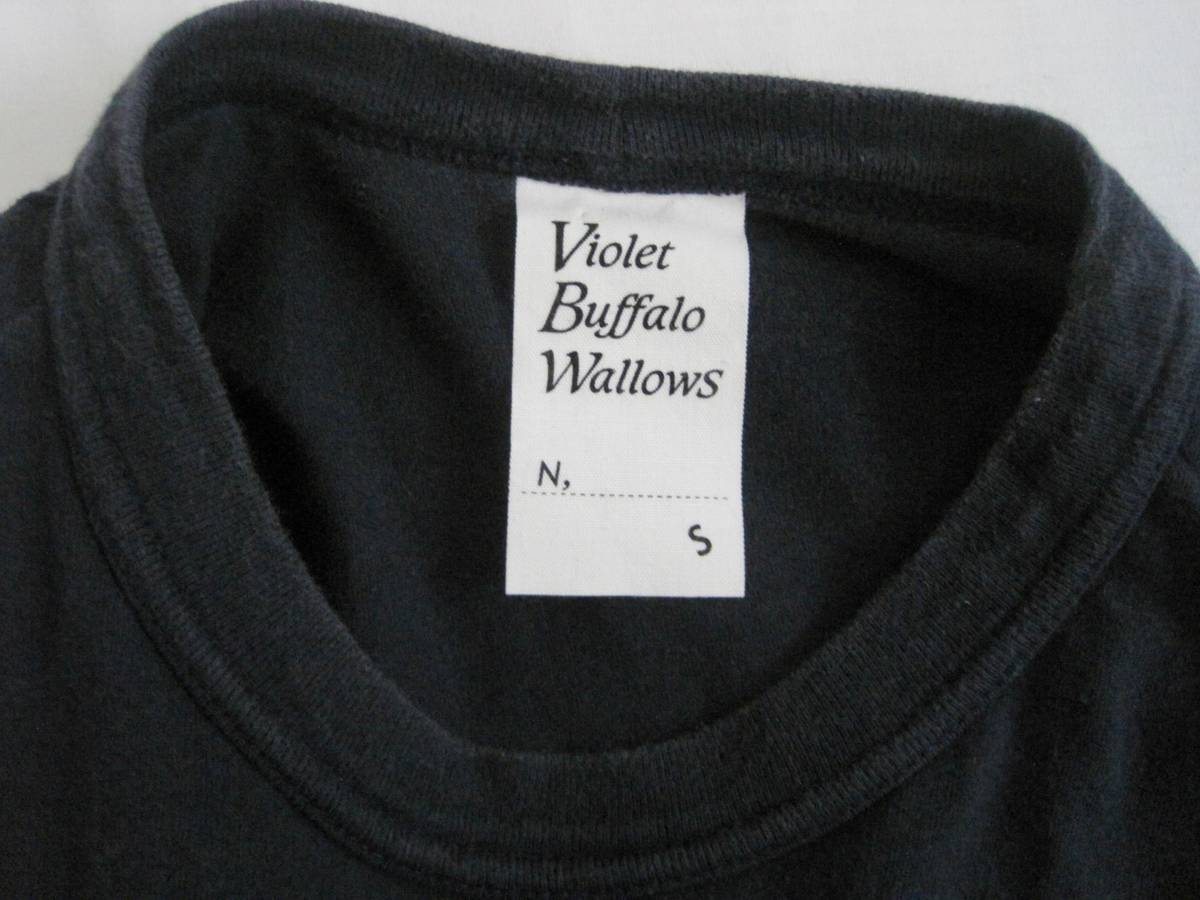 Violet
Buffalo
Wallows
N,
S